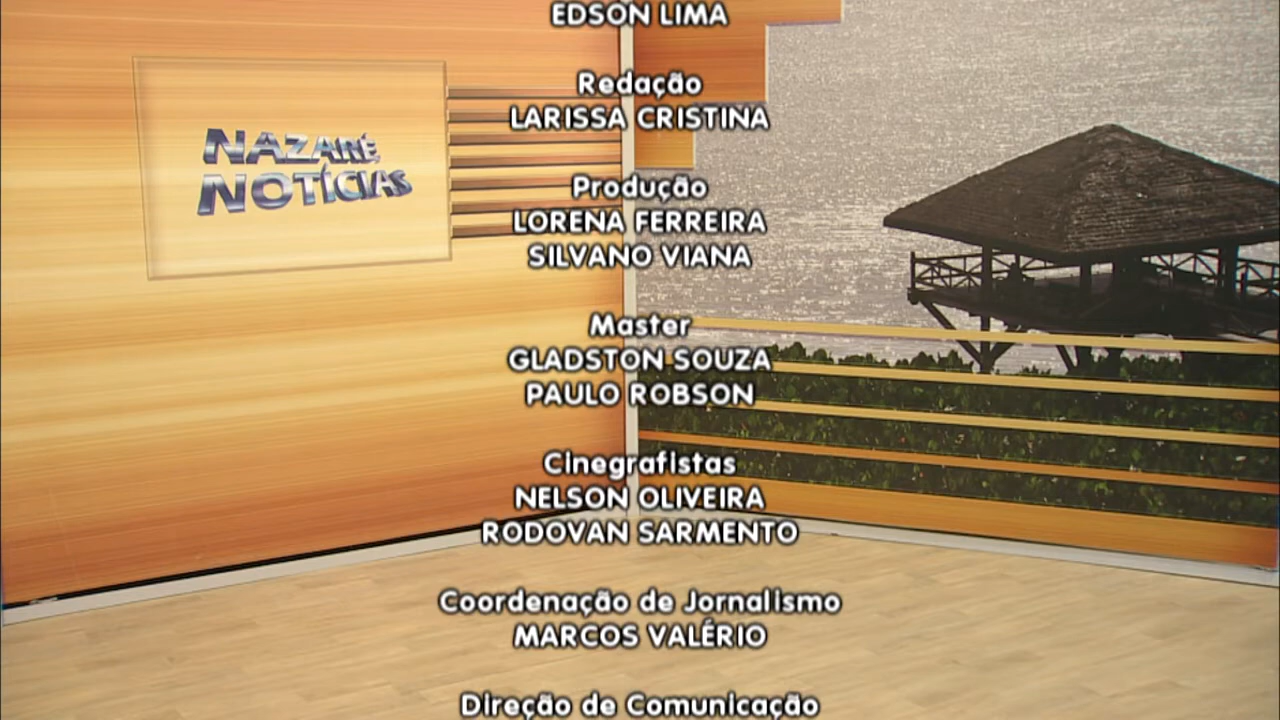 EDSON LIMA
Redação
LARISSA CRISTINA
NAZARÉ
NOTÍCIAS
Produção
LORENA FERREIRA
SILVANO VIANA
Master
GLADSTON SOUZA
PAULO ROBSON
Cinegrafistas
NELSON OLIVEIRA
RODOVAN SARMENTO
Coordenação de Jornalismo
MARCOS VALÉRIO
Direção de Comunicação